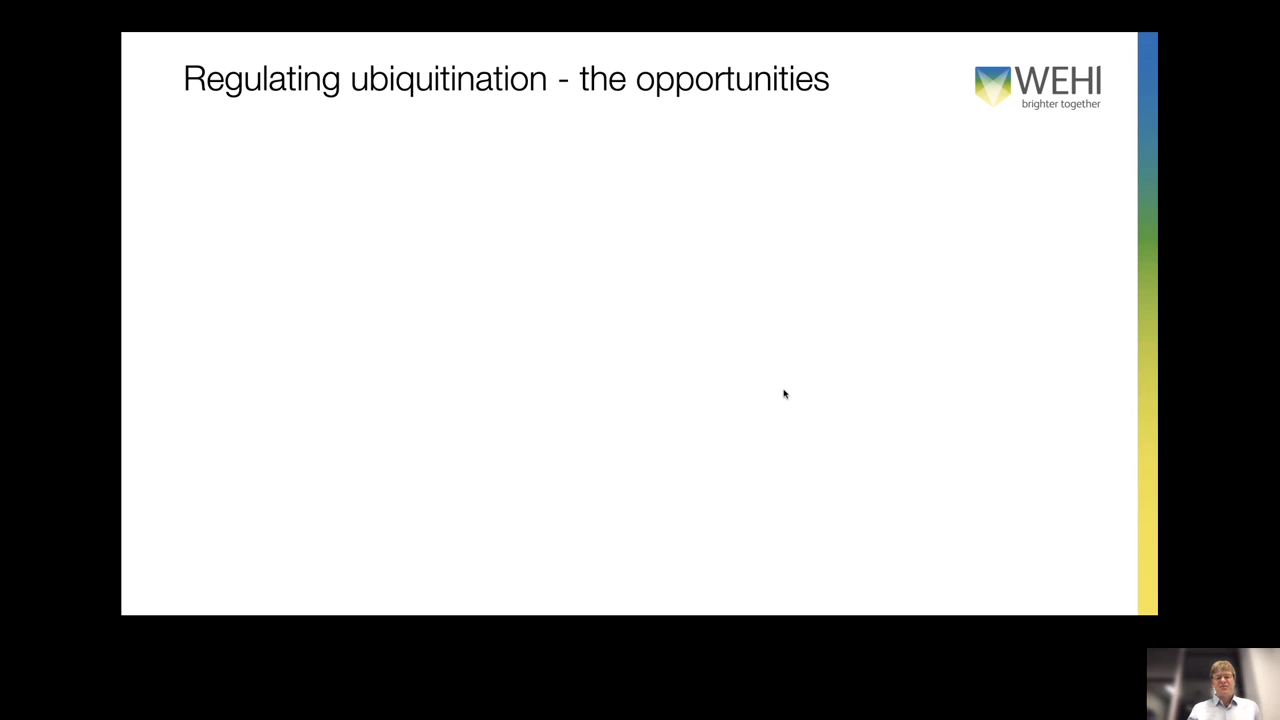 Regulating ubiquitination - the opportunities
WEHI
brighter together